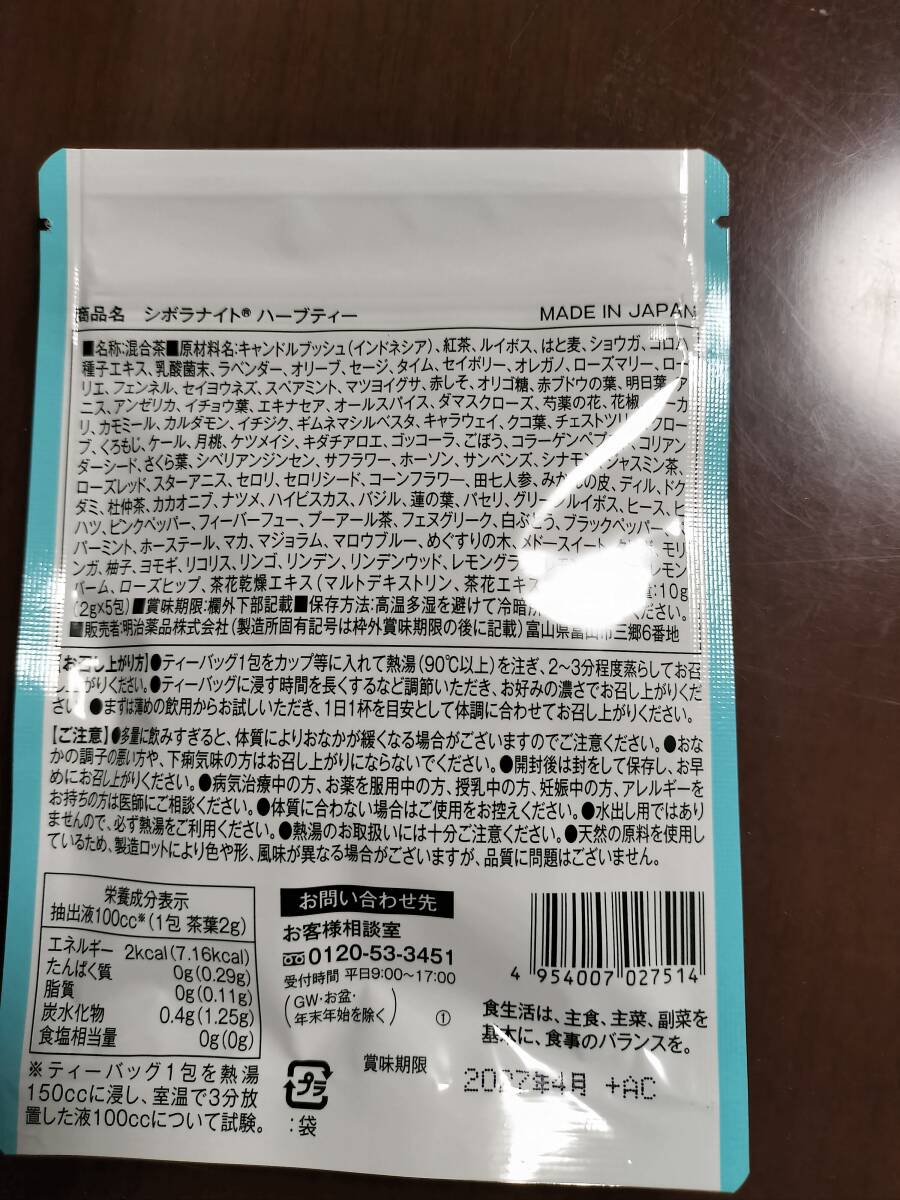 商品名 シボラナイト® ハーブティー MADE IN JAPAN
■名称:混合茶■原材料名:キャンドルブッシュ(インドネシア)、紅茶、ルイボス、はと麦、ショウガ、コロハ
種子エキス、乳酸菌末、ラベンダー、オリーブ、セージ、タイム、セイボリー、オレガノ、ローズマリー、ロー
リエ、フェンネル、セイヨウネズ、スペアミント、マツヨイグサ、赤しそ、オリゴ糖、赤ブドウの葉、明日葉、ア
ニス、アンゼリカ、イチョウ葉、エキナセア、オールスパイス、ダマスクローズ、芍薬の花、花椒、ーカ
リ、カモミール、カルダモン、イチジク、ギムネマシルベスタ、キャラウェイ、クコ葉、チェストツリー、クロー
ブ、くろもじ、ケール、月桃、ケツメイシ、キダチアロエ、ゴッコーラ、ごぼう、コラーゲンペプ、コリアン
ダーシード、さくら葉、シベリアンジンセン、サフラワー、ホーソン、サンペンズ、シナモン、ジャスミン茶、
ローズレッド、スターアニス、セロリ、セロリシード、コーンフラワー、田七人参、みかんの皮、ディル、ドク
ダミ、杜仲茶、カカオニブ、ナツメ、ハイビスカス、バジル、蓮の葉、パセリ、グリーンルイボス、ヒース、ヒ
ハツ、ピンクペッパー、フィーバーフュー、プーアール茶、フェヌグリーク、白ぶどう、ブラックペッパー、
パーミント、ホーステール、マカ、マジョラム、マロウブルー、めぐすりの木、メドースイート、モリ
ンガ、柚子、ヨモギ、リコリス、リンゴ、リンデン、リンデンウッド、レモングラ レモン
バーム、ローズヒップ、茶花乾燥エキス(マルトデキストリン、茶花エキ 量:10g
(2g×5包)■賞味期限:欄外下部記載■保存方法:高温多湿を避けて冷暗所 ください。
■販売者:明治薬品株式会社(製造所固有記号は枠外賞味期限の後に記載)富山県富山市三郷6番地
【お召し上がり方】●ティーバッグ1包をカップ等に入れて熱湯(90℃以上)を注ぎ、2〜3分程度蒸らしてお召
し上がりください。●ティーバッグに浸す時間を長くするなど調節いただき、お好みの濃さでお召し上がりくだ
さい。●まずは薄めの飲用からお試しいただき、1日1杯を目安として体調に合わせてお召し上がりください。
【ご注意】●多量に飲みすぎると、体質によりおなかが緩くなる場合がございますのでご注意ください。●おな
かの調子の悪い方や、下痢気味の方はお召し上がりにならないでください。●開封後は封をして保存し、お早
めにお召し上がりください。●病気治療中の方、お薬を服用中の方、授乳中の方、妊娠中の方、アレルギーを
お持ちの方は医師にご相談ください。●体質に合わない場合はご使用をお控えください。●水出し用ではあり
ませんので、必ず熱湯をご利用ください。●熱湯のお取扱いには十分ご注意ください。●天然の原料を使用し
ているため、製造ロットにより色や形、風味が異なる場合がございますが、品質に問題はございません。
栄養成分表示
抽出液100cc※(1包 茶葉2g)
エネルギー 2kcal(7.16kcal)
たんぱく質 0g(0.29g)
脂質 0g(0.11g)
炭水化物 0.4g(1.25g)
食塩相当量 0g(0g)
※ティーバッグ1包を熱湯
150ccに浸し、室温で3分放
置した液100ccについて試験。
お問い合わせ先
お客様相談室
0120-53-3451
受付時間 平日9:00〜17:00
(GW・お盆・
年末年始を除く)
①
プラ
:袋
4 954007 027514
食生活は、主食、主菜、副菜を
基本に、食事のバランスを。
賞味期限
2027年4月 +AC